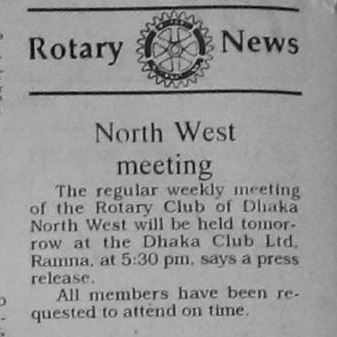 Rotary News
North West
meeting
The regular weekly meeting
of the Rotary Club of Dhaka
North West will be held tomor-
row at the Dhaka Club Ltd,
Ramna, at 5:30 pm, says a press
release.
All members have been re-
quested to attend on time.